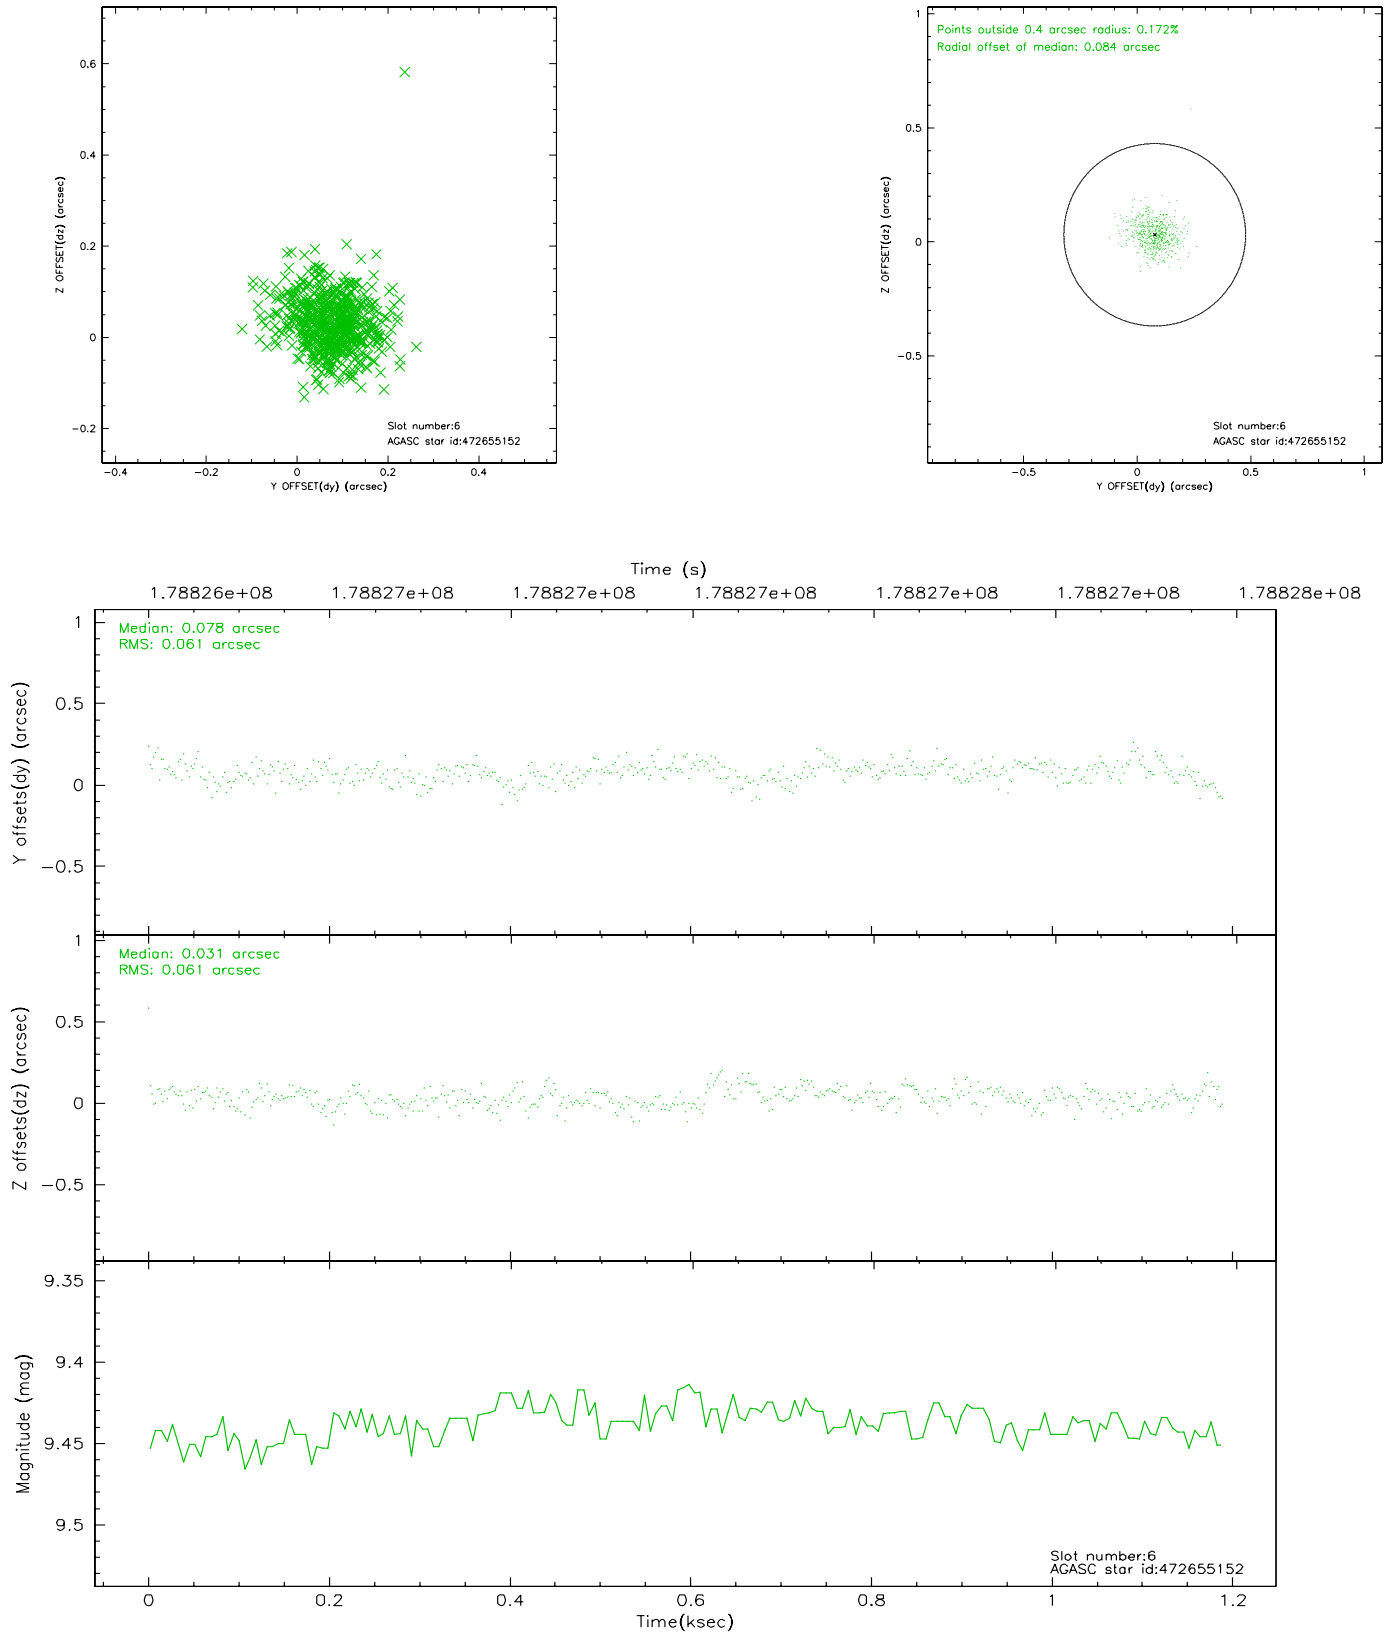 0.6
0.4
0.2
0
−0.2
Z OFFSET(dz) (arcsec)
Slot number:6
AGASC star id:472655152
−0.4 −0.2 0 0.2 0.4
Y OFFSET(dy) (arcsec)
1
0.5
0
−0.5
Z OFFSET(dz) (arcsec)
Points outside 0.4 arcsec radius: 0.172%
Radial offset of median: 0.084 arcsec
Slot number:6
AGASC star id:472655152
−0.5 0 0.5 1
Y OFFSET(dy) (arcsec)
Time (s)
1.78826e+08 1.78827e+08 1.78827e+08 1.78827e+08 1.78827e+08 1.78827e+08 1.78828e+08
1
0.5
0
−0.5
Y offsets(dy) (arcsec)
Median: 0.078 arcsec
RMS: 0.061 arcsec
1
0.5
0
−0.5
Z offsets(dz) (arcsec)
Median: 0.031 arcsec
RMS: 0.061 arcsec
9.35
9.4
9.45
9.5
Magnitude (mag)
Slot number:6
AGASC star id:472655152
0 0.2 0.4 0.6 0.8 1 1.2
Time(ksec)